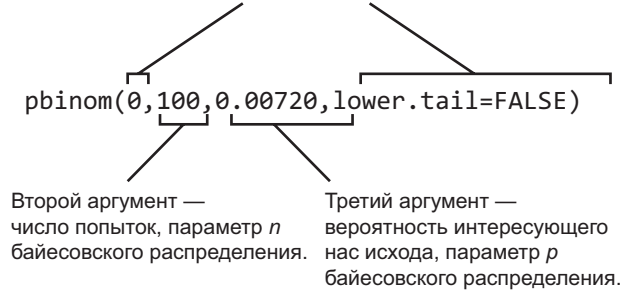 pbinom(0,100,0.00720,lower.tail=FALSE)
Второй аргумент —
число попыток, параметр n
байесовского распределения.
Третий аргумент —
вероятность интересующего
нас исхода, параметр p
байесовского распределения.